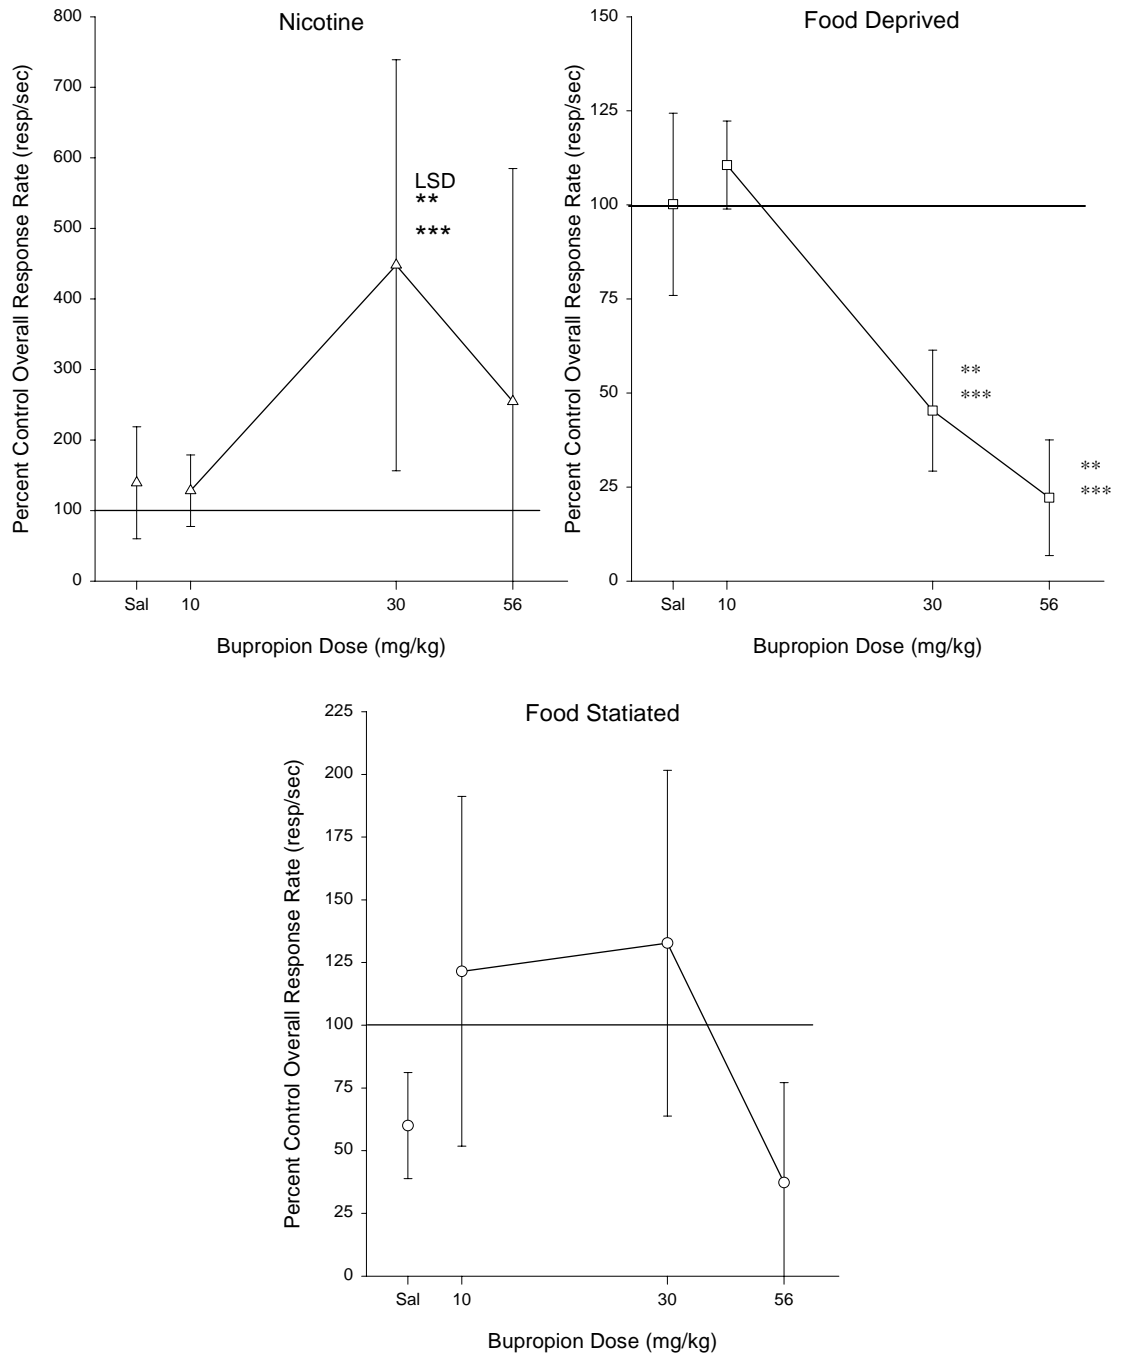 Nicotine
Percent Control Overall Response Rate (resp/sec)
800
700
600
500
400
300
200
100
0
LSD
**
***
Sal 10 30 56
Bupropion Dose (mg/kg)
Food Deprived
Percent Control Overall Response Rate (resp/sec)
150
125
100
75
50
25
0
**
***
**
***
Sal 10 30 56
Bupropion Dose (mg/kg)
Food Statiated
Percent Control Overall Response Rate (resp/sec)
225
200
175
150
125
100
75
50
25
0
Sal 10 30 56
Bupropion Dose (mg/kg)